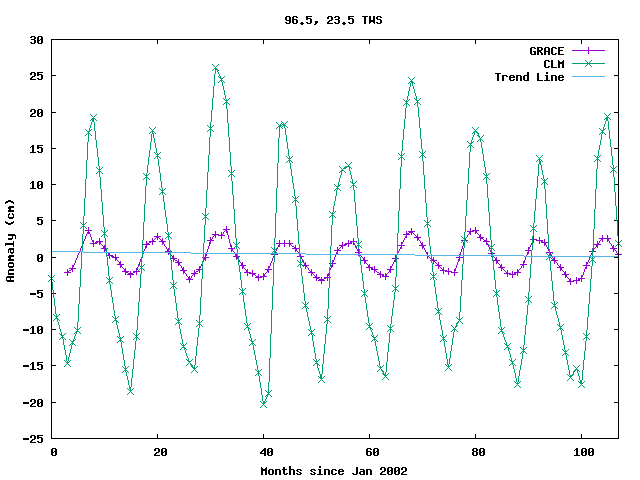 96.5, 23.5 TWS
GRACE
CLM
Trend Line
30
25
20
15
10
5
0
-5
-10
-15
-20
-25
Anomaly (cm)
0 20 40 60 80 100
Months since Jan 2002